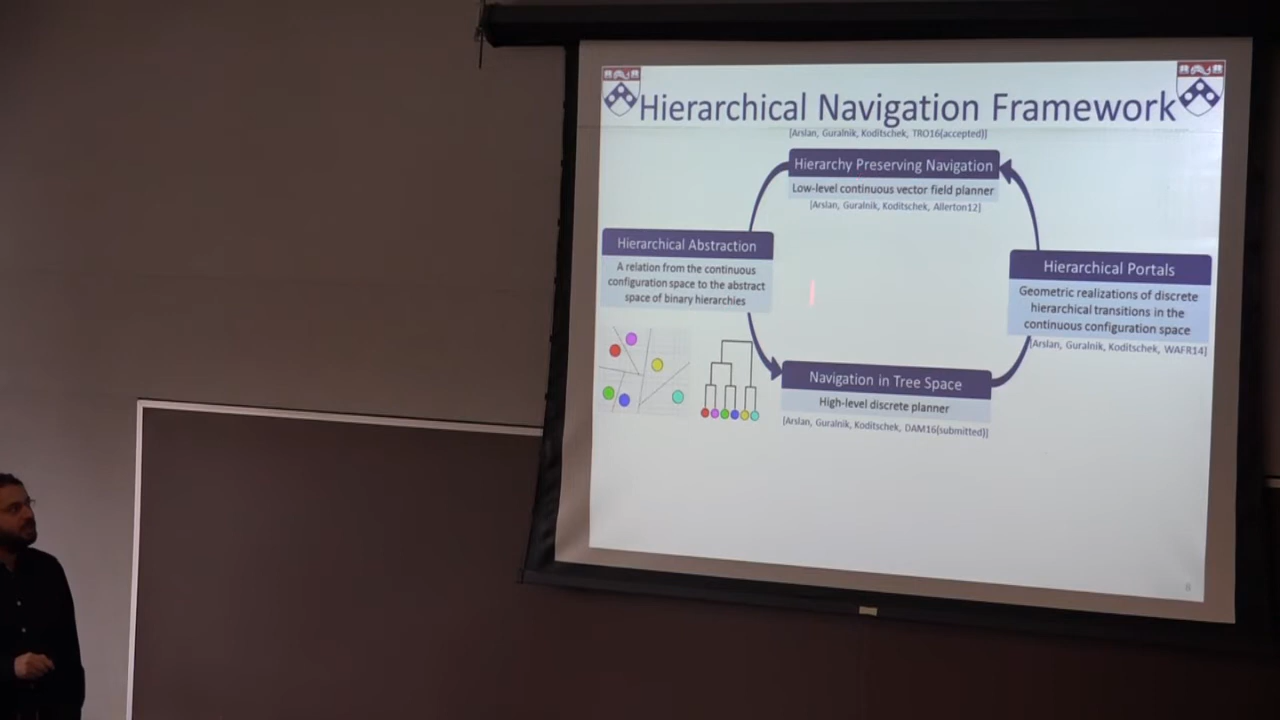 Hierarchical Navigation Framework
[Arslan, Guralnik, Koditschek, TRO16(accepted)]
Hierarchy Preserving Navigation
Low-level continuous vector field planner
[Arslan, Guralnik, Koditschek, Allerton12]
Hierarchical Abstraction
A relation from the continuous
configuration space to the abstract
space of binary hierarchies
Hierarchical Portals
Geometric realizations of discrete
hierarchical transitions in the
continuous configuration space
[Arslan, Guralnik, Koditschek, WAFR14]
Navigation in Tree Space
High-level discrete planner
[Arslan, Guralnik, Koditschek, DAM16(submitted)]